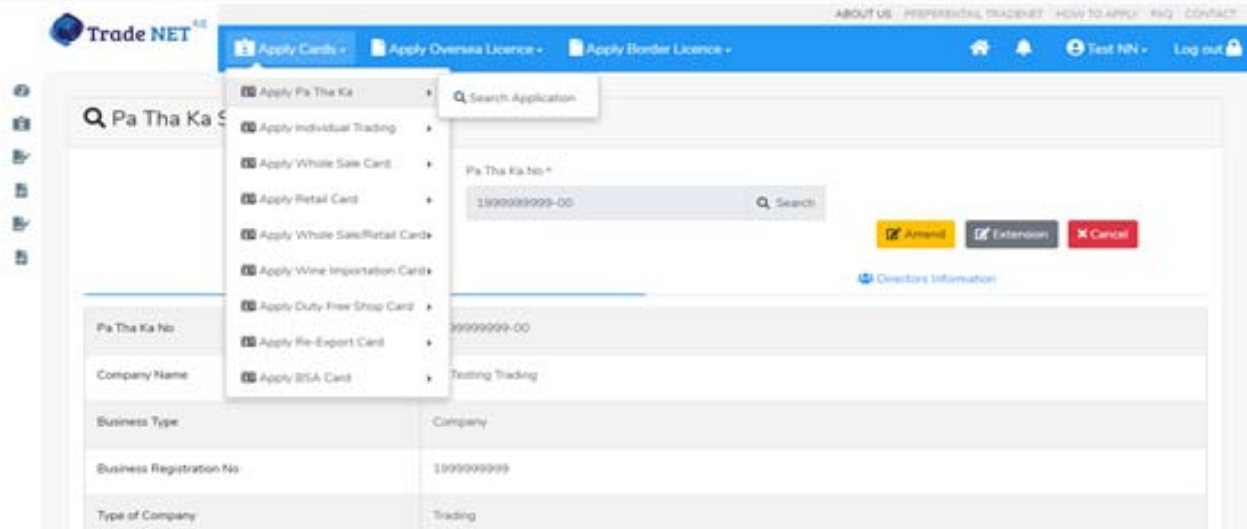 ABOUT US PREFERENTIAL TRADENET HOW TO APPLY FAQ CONTACT
Trade NET 4.0
Apply Cards Apply Oversea Licence Apply Border Licence Test NN Log out
Apply Pa Tha Ka
Search Application
Pa Tha Ka S
Apply Individual Trading
Apply Whole Sale Card
Pa Tha Ka No *
Apply Retail Card
1999999999-00 Search
Apply Whole Sale/Retail Card
Amend Extension Cancel
Apply Wine Importation Card
Directors Information
Apply Duty Free Shop Card
Pa Tha Ka No 99999999-00
Apply Re-Export Card
Company Name Testing Trading
Apply BSA Card
Business Type Company
Business Registration No 1999999999
Type of Company Trading